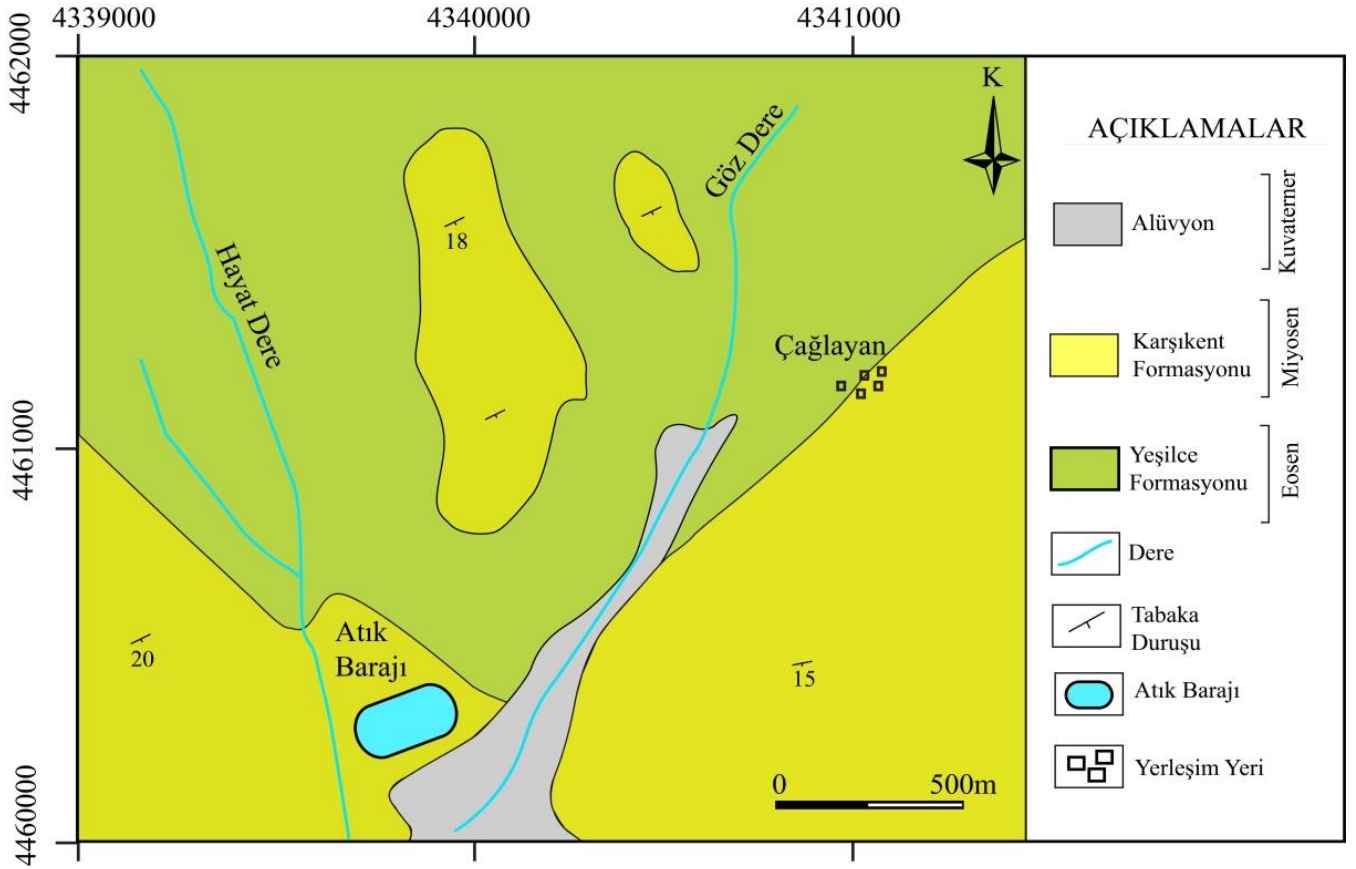 4339000
4340000
4341000
4462000
4461000
4460000
K
Hayat Dere
Göz Dere
18
Çağlayan
Atık
Barajı
20
15
0
500m
AÇIKLAMALAR
Alüvyon
Kuvaterner
Karşıkent
Formasyonu
Miyosen
Yeşilce
Formasyonu
Eosen
Dere
Tabaka
Duruşu
Atık Barajı
Yerleşim Yeri